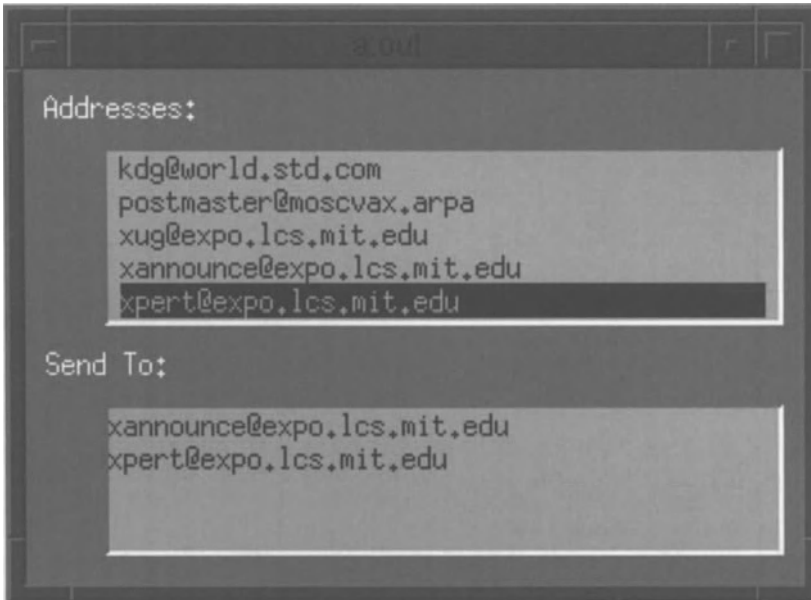 a.out
Addresses:
kdg@world.std.com
postmaster@moscvax.arpa
xug@expo.lcs.mit.edu
xannounce@expo.lcs.mit.edu
xpert@expo.lcs.mit.edu
Send To:
xannounce@expo.lcs.mit.edu
xpert@expo.lcs.mit.edu